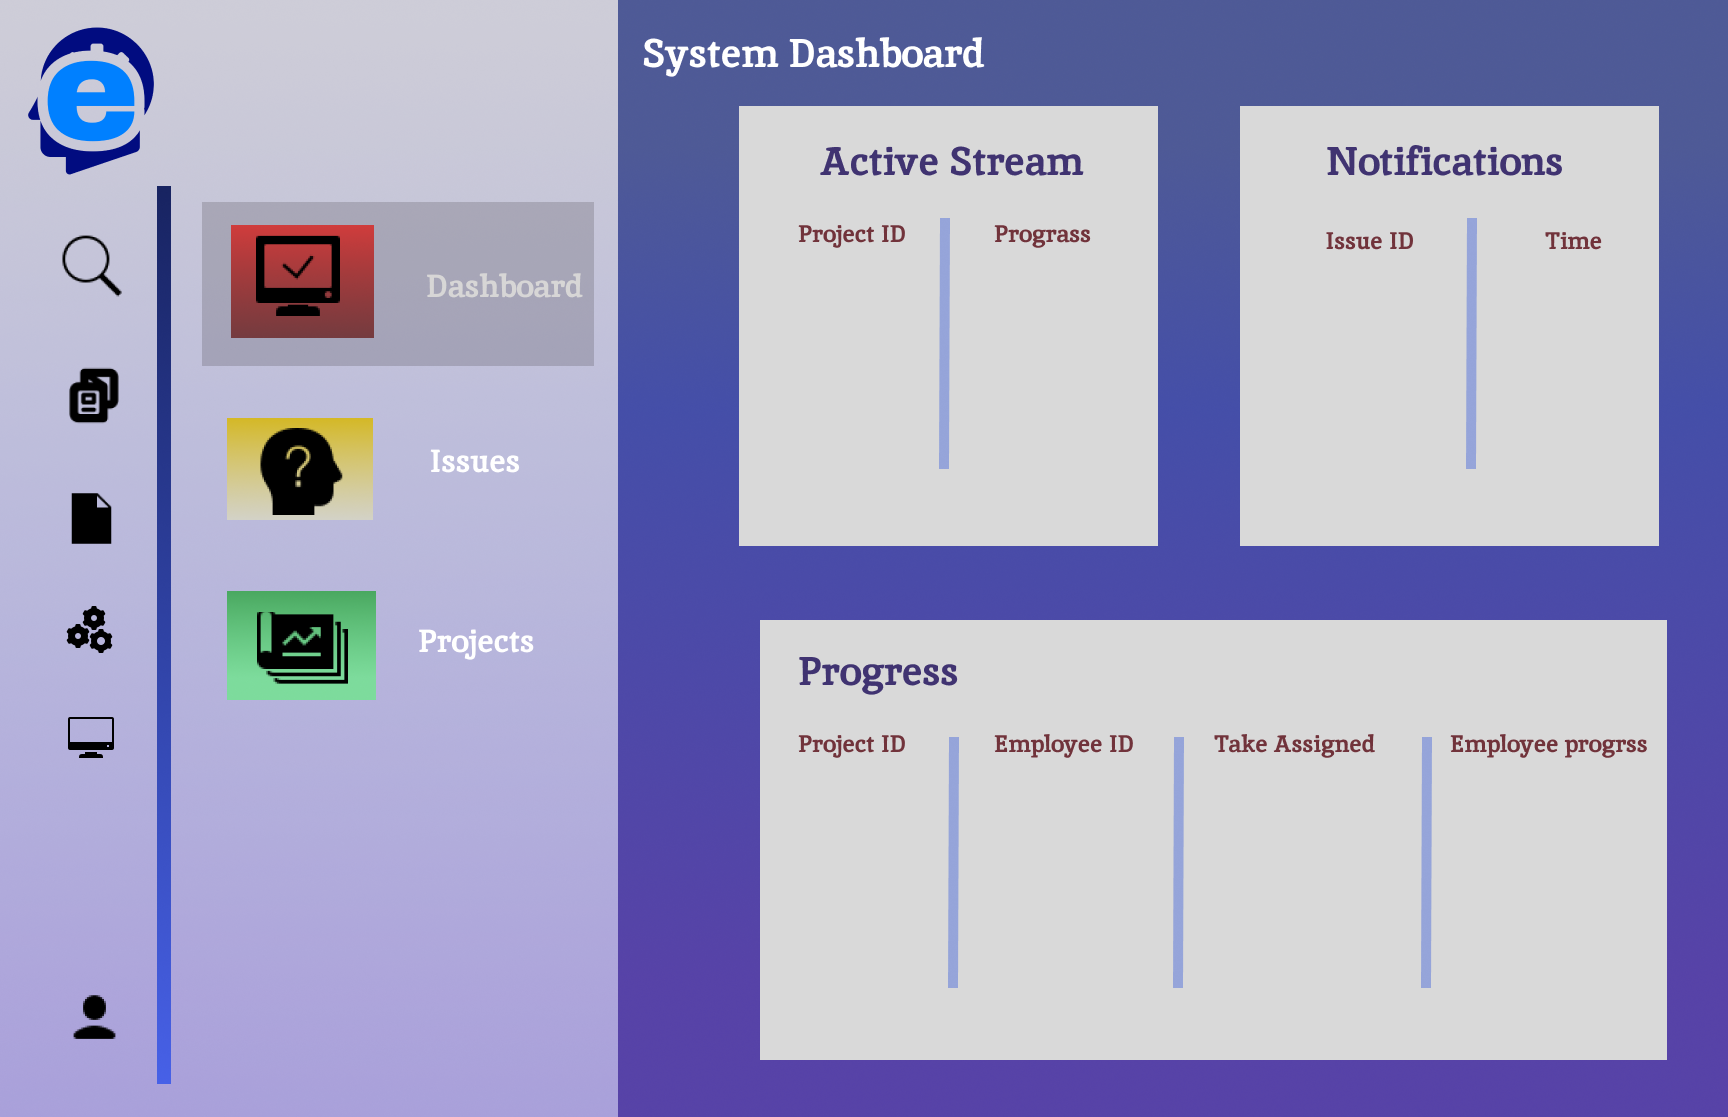 e
System Dashboard
Dashboard
?
Issues
Projects
Active Stream
Project ID
Prograss
Notifications
Issue ID
Time
Progress
Project ID
Employee ID
Take Assigned
Employee progrss